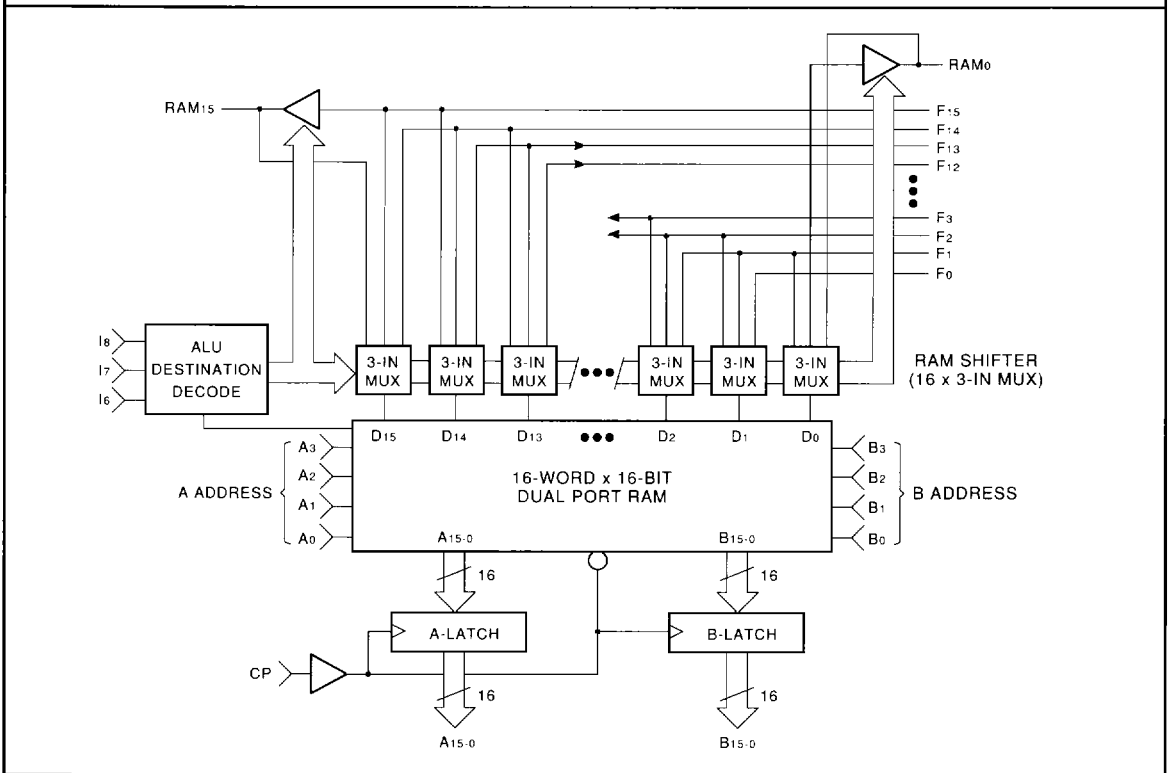 RAM0
RAM15
F15
F14
F13
F12
F3
F2
F1
F0
I8
I7
I6
ALU
DESTINATION
DECODE
3-IN
MUX
3-IN
MUX
3-IN
MUX
3-IN
MUX
3-IN
MUX
3-IN
MUX
RAM SHIFTER
(16 x 3-IN MUX)
D15 D14 D13 D2 D1 D0
A ADDRESS
A3
A2
A1
A0
16-WORD x 16-BIT
DUAL PORT RAM
B3
B2
B1
B0
B ADDRESS
A15-0 B15-0
16 16
A-LATCH B-LATCH
CP
16 16
A15-0 B15-0